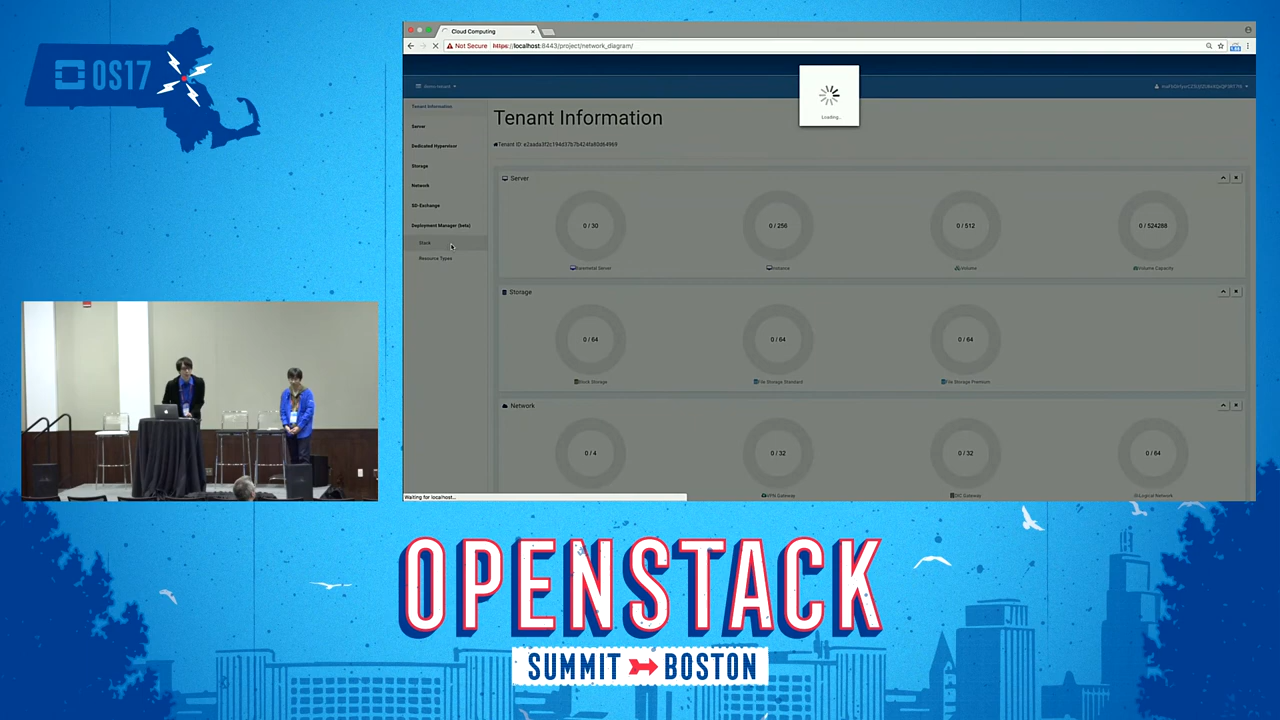 OS17
Cloud Computing
Not Secure https://localhost:8443/project/network_diagram/
demo-tenant
Loading...
Tenant Information
Server
Dedicated Hypervisor
Storage
Network
SD-Exchange
Deployment Manager (beta)
Stack
Resource Types
Tenant Information
Server
0 / 30
0 / 256
0 / 512
0 / 524288
Baremetal Server
Instance
Volume
Volume Capacity
Storage
0 / 64
0 / 64
0 / 64
Block Storage
File Storage Standard
File Storage Premium
Network
0 / 4
0 / 32
0 / 32
0 / 64
VPN Gateway
SIC Gateway
Logical Network
Waiting for localhost...
OPENSTACK
SUMMIT BOSTON